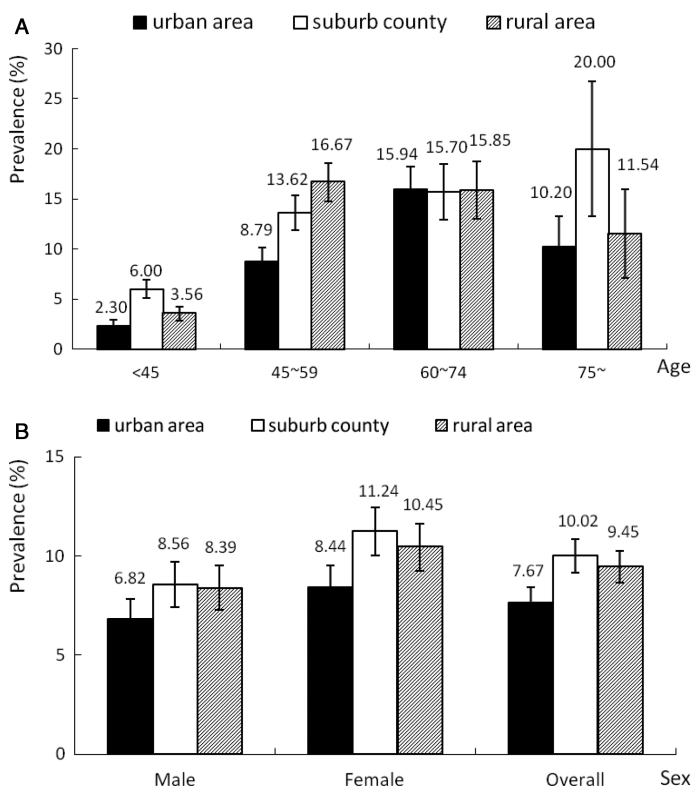 A
urban area suburb county rural area
Prevalence (%)
30
25
20
15
10
5
0
2.30 6.00 3.56
8.79 13.62 16.67
15.94 15.70 15.85
10.20 20.00 11.54
<45 45~59 60~74 75~ Age
B
urban area suburb county rural area
Prevalence (%)
15
10
5
0
6.82 8.56 8.39
8.44 11.24 10.45
7.67 10.02 9.45
Male Female Overall Sex